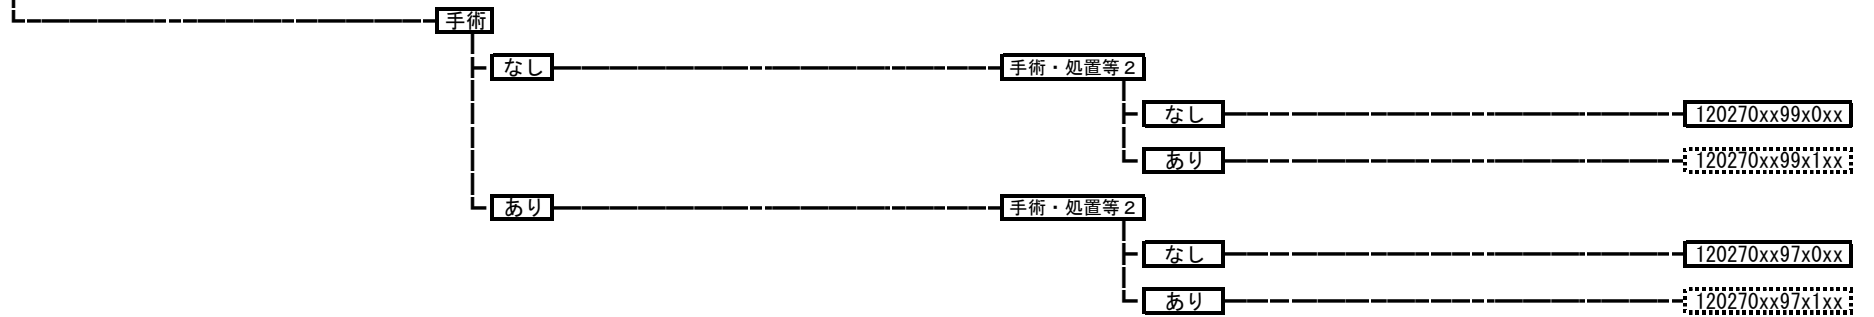 手術
なし
手術・処置等２
なし
120270xx99x0xx
あり
120270xx99x1xx
あり
手術・処置等２
なし
120270xx97x0xx
あり
120270xx97x1xx